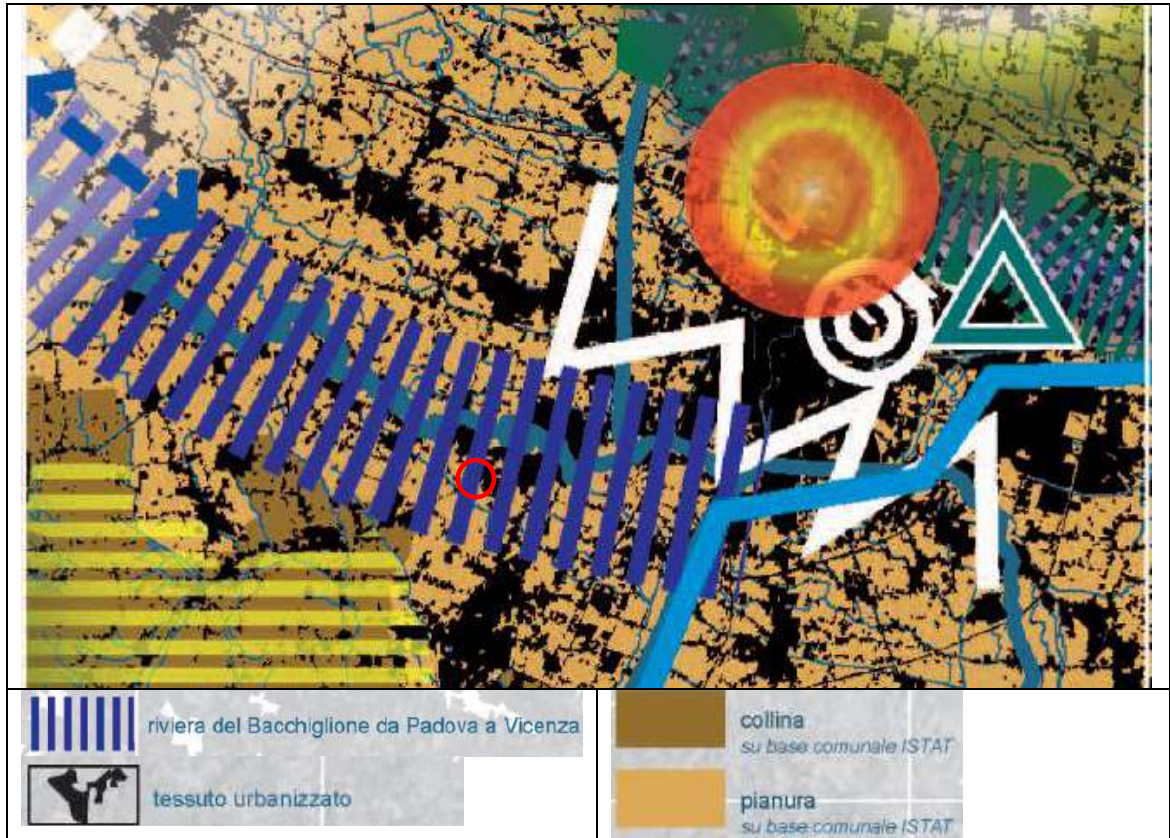 riviera del Bacchiglione da Padova a Vicenza
tessuto urbanizzato
collina
su base comunale ISTAT
pianura
su base comunale ISTAT